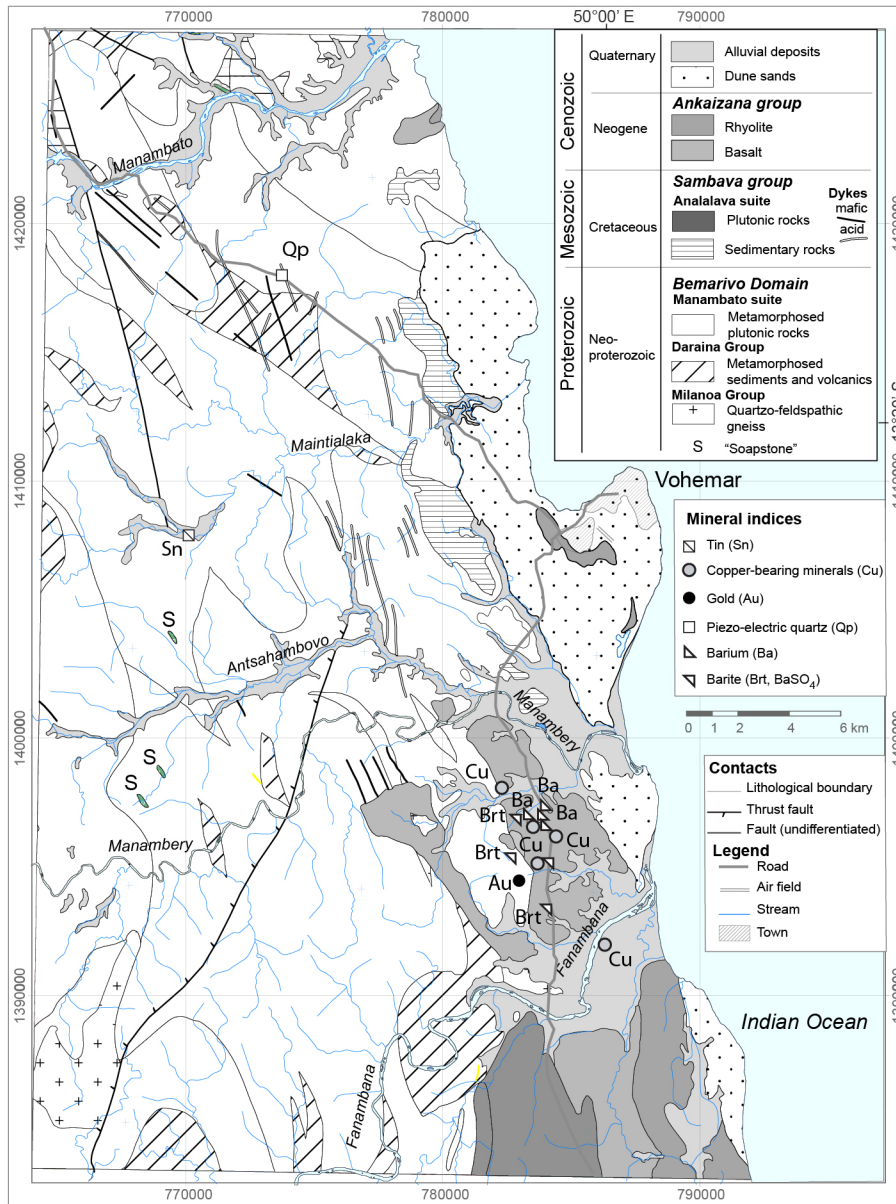 770000
780000
50°00' E
790000
Cenozoic
Quaternary
Alluvial deposits
Dune sands
Neogene
Ankaizana group
Rhyolite
Basalt
Mesozoic
Cretaceous
Sambava group
Analalava suite
Plutonic rocks
Sedimentary rocks
Dykes
mafic
acid
Proterozoic
Neo-
proterozoic
Bemarivo Domain
Manambato suite
Metamorphosed
plutonic rocks
Daraina Group
Metamorphosed
sediments and volcanics
Milanoa Group
Quartzo-feldspathic
gneiss
S
"Soapstone"
Manambato
1420000
Qp
Maintialaka
1410000
Vohemar
Sn
S
Antsahambovo
Mineral indices
Tin (Sn)
Copper-bearing minerals (Cu)
Gold (Au)
Piezo-electric quartz (Qp)
Barium (Ba)
Barite (Brt, BaSO4)
0 1 2 4 6 km
Manambery
1400000
1400000
S
S
Cu
Ba
Ba
Ba
Brt
Cu
Cu
Brt
Au
Brt
Manambery
Contacts
Lithological boundary
Thrust fault
Fault (undifferentiated)
Legend
Road
Air field
Stream
Town
Fanambana
Cu
1390000
1390000
Indian Ocean
Fanambana
770000
780000
790000